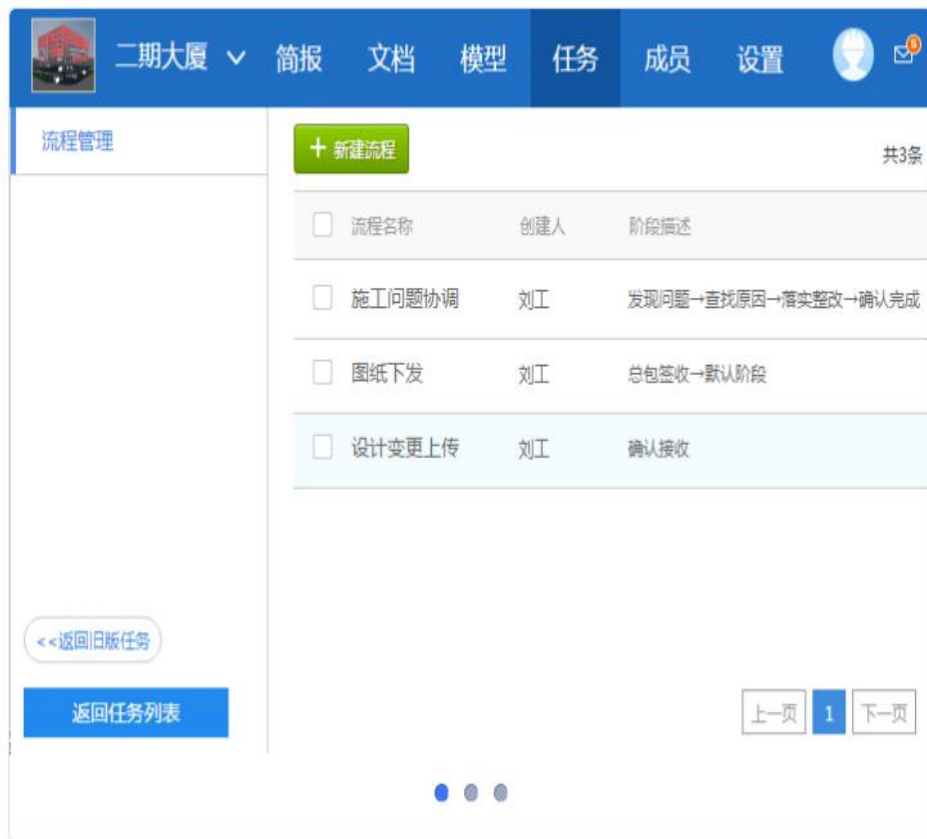 二期大厦 简报 文档 模型 任务 成员 设置
流程管理
+ 新建流程
共3条
流程名称 创建人 阶段描述
施工问题协调 刘工 发现问题→查找原因→落实整改→确认完成
图纸下发 刘工 总包签收→默认阶段
设计变更上传 刘工 确认接收
<<返回旧版任务
返回任务列表
上一页 1 下一页